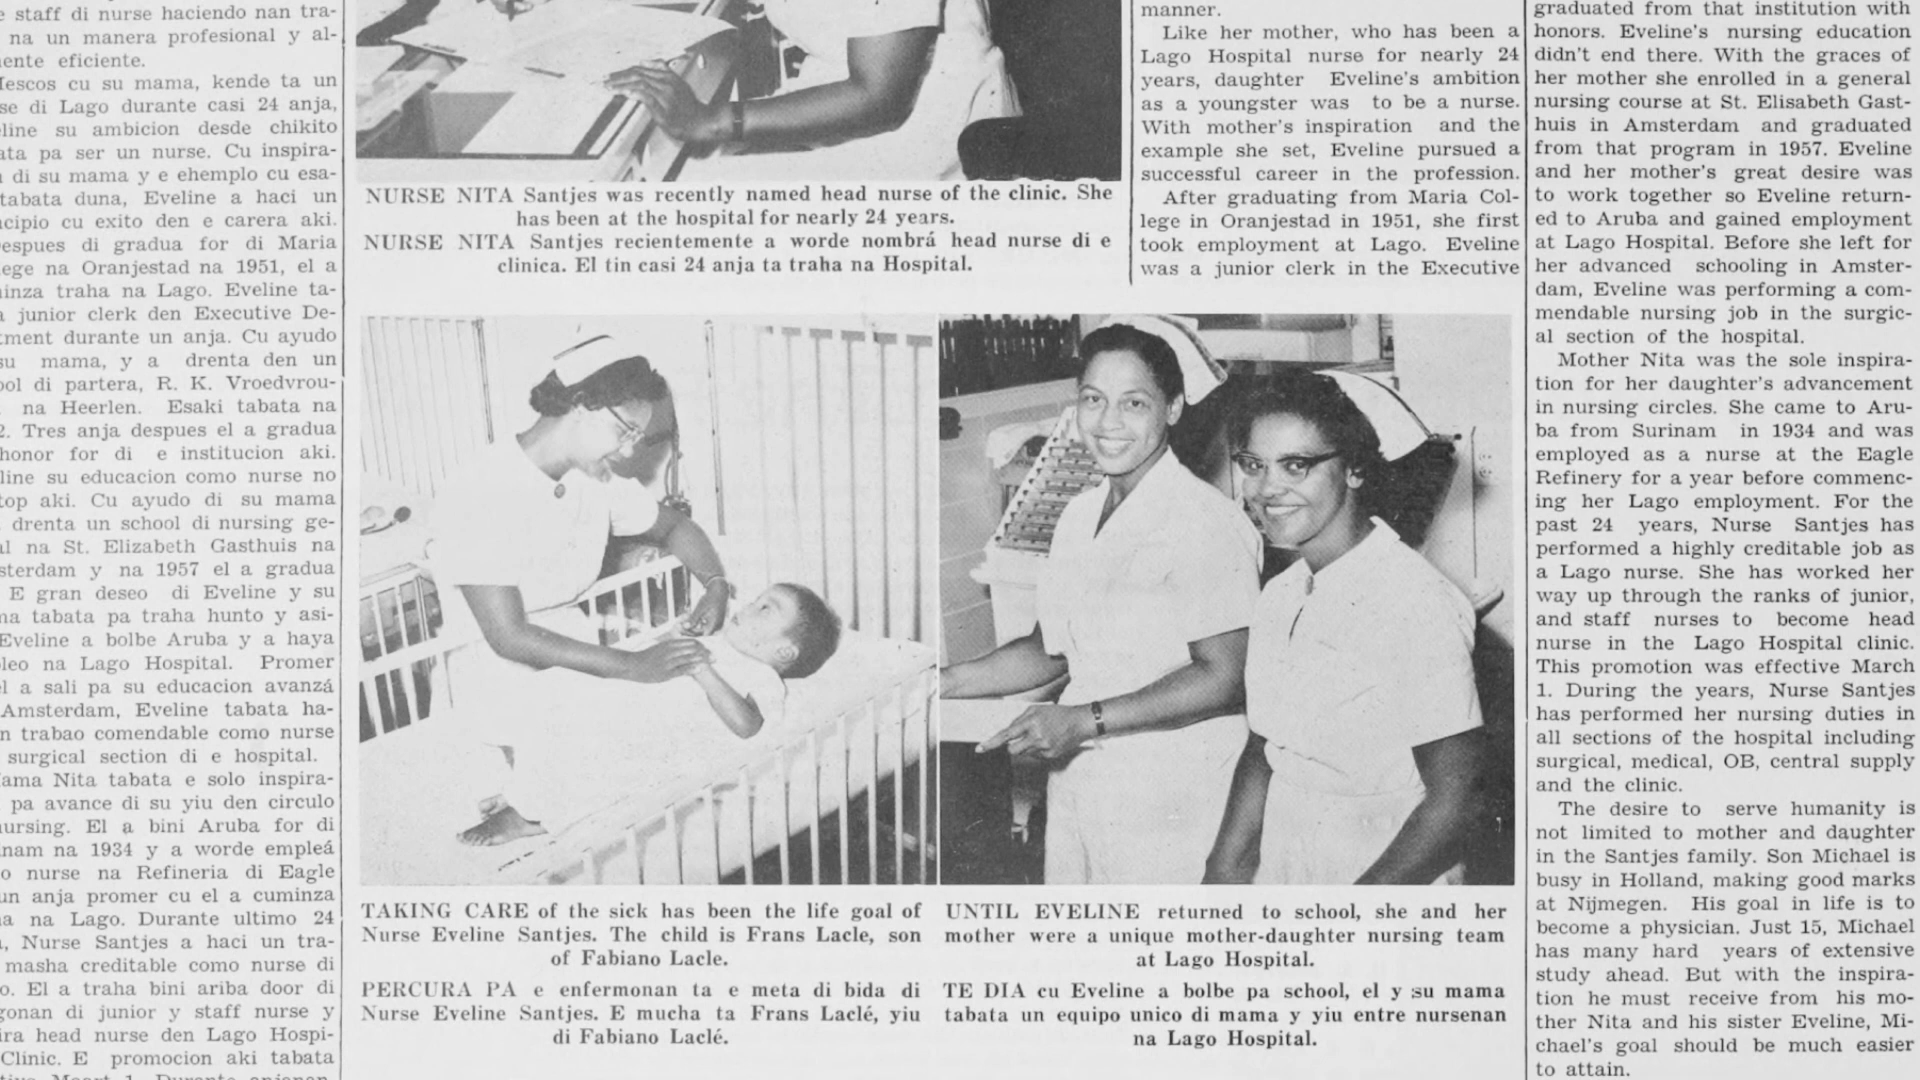 e staff di nurse haciendo nan tra-
na un manera profesional y al-
ente eficiente.
escos cu su mama, kende ta un
se di Lago durante casi 24 anja,
line su ambicion desde chikito
ata pa ser un nurse. Cu inspira-
di su mama y e ehemplo cu esa-
tabata duna, Eveline a haci un
ncipio cu exito den e carera aki.
espues di gradua for di Maria
ege na Oranjestad na 1951, el a
inza traha na Lago. Eveline ta-
a junior clerk den Executive De-
tment durante un anja. Cu ayudo
su mama, y a drenta den un
ool di partera, R. K. Vroedvrou-
na Heerlen. Esaki tabata na
2. Tres anja despues el a gradua
honor for di e institucion aki.
line su educacion como nurse no
top aki. Cu ayudo di su mama
drenta un school di nursing ge-
al na St. Elizabeth Gasthuis na
sterdam y na 1957 el a gradua
E gran deseo di Eveline y su
ma tabata pa traha hunto y asi-
Eveline a bolbe Aruba y a haya
leo na Lago Hospital. Promer
el a sali pa su educacion avanzá
Amsterdam, Eveline tabata ha-
n trabao comendable como nurse
surgical section di e hospital.
ama Nita tabata e solo inspira-
pa avance di su yiu den circulo
nursing. El a bini Aruba for di
nam na 1934 y a worde empleá
o nurse na Refineria di Eagle
un anja promer cu el a cuminza
na na Lago. Durante ultimo 24
, Nurse Santjes a haci un tra-
masha creditable como nurse di
o. El a traha bini ariba door di
gonan di junior y staff nurse y
ira head nurse den Lago Hospi-
Clinic. E promocion aki tabata
NURSE NITA Santjes was recently named head nurse of the clinic. She
has been at the hospital for nearly 24 years.
NURSE NITA Santjes recientemente a worde nombrá head nurse di e
clinica. El tin casi 24 anja ta traha na Hospital.
TAKING CARE of the sick has been the life goal of
Nurse Eveline Santjes. The child is Frans Lacle, son
of Fabiano Lacle.
PERCURA PA e enfermonan ta e meta di bida di
Nurse Eveline Santjes. E mucha ta Frans Laclé, yiu
di Fabiano Laclé.
UNTIL EVELINE returned to school, she and her
mother were a unique mother-daughter nursing team
at Lago Hospital.
TE DIA cu Eveline a bolbe pa school, el y su mama
tabata un equipo unico di mama y yiu entre nursenan
na Lago Hospital.
manner.
Like her mother, who has been a
Lago Hospital nurse for nearly 24
years, daughter Eveline's ambition
as a youngster was to be a nurse.
With mother's inspiration and the
example she set, Eveline pursued a
successful career in the profession.
After graduating from Maria Col-
lege in Oranjestad in 1951, she first
took employment at Lago. Eveline
was a junior clerk in the Executive
graduated from that institution with
honors. Eveline's nursing education
didn't end there. With the graces of
her mother she enrolled in a general
nursing course at St. Elisabeth Gast-
huis in Amsterdam and graduated
from that program in 1957. Eveline
and her mother's great desire was
to work together so Eveline return-
ed to Aruba and gained employment
at Lago Hospital. Before she left for
her advanced schooling in Amster-
dam, Eveline was performing a com-
mendable nursing job in the surgic-
al section of the hospital.
Mother Nita was the sole inspira-
tion for her daughter's advancement
in nursing circles. She came to Aru-
ba from Surinam in 1934 and was
employed as a nurse at the Eagle
Refinery for a year before commenc-
ing her Lago employment. For the
past 24 years, Nurse Santjes has
performed a highly creditable job as
a Lago nurse. She has worked her
way up through the ranks of junior,
and staff nurses to become head
nurse in the Lago Hospital clinic.
This promotion was effective March
1. During the years, Nurse Santjes
has performed her nursing duties in
all sections of the hospital including
surgical, medical, OB, central supply
and the clinic.
The desire to serve humanity is
not limited to mother and daughter
in the Santjes family. Son Michael is
busy in Holland, making good marks
at Nijmegen. His goal in life is to
become a physician. Just 15, Michael
has many hard years of extensive
study ahead. But with the inspira-
tion he must receive from his mo-
ther Nita and his sister Eveline, Mi-
chael's goal should be much easier
to attain.